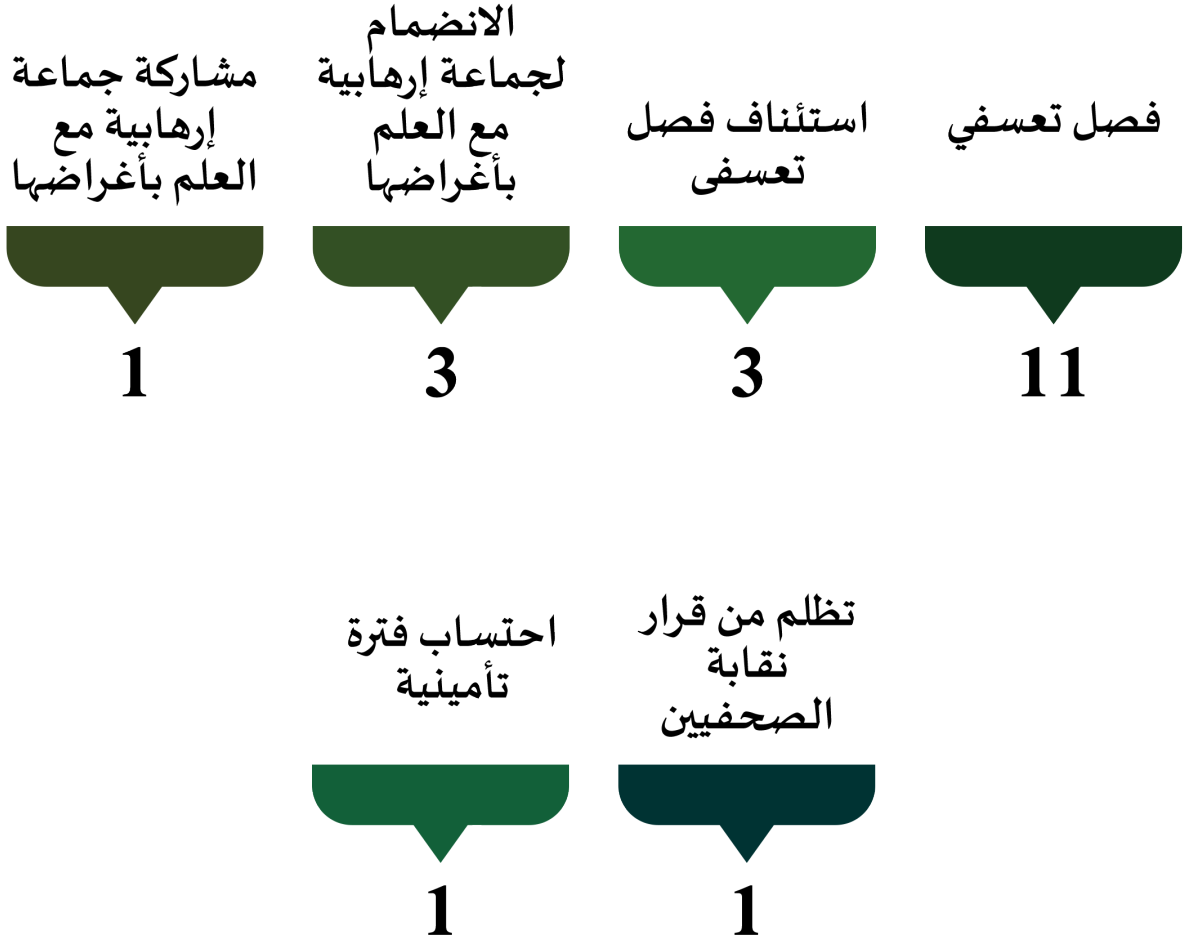 فصل تعسفي
11
استئناف فصل
تعسفى
3
الانضمام
لجماعة إرهابية
مع العلم
بأغراضها
3
مشاركة جماعة
إرهابية مع
العلم بأغراضها
1
تظلم من قرار
نقابة
الصحفيين
1
احتساب فترة
تأمينية
1